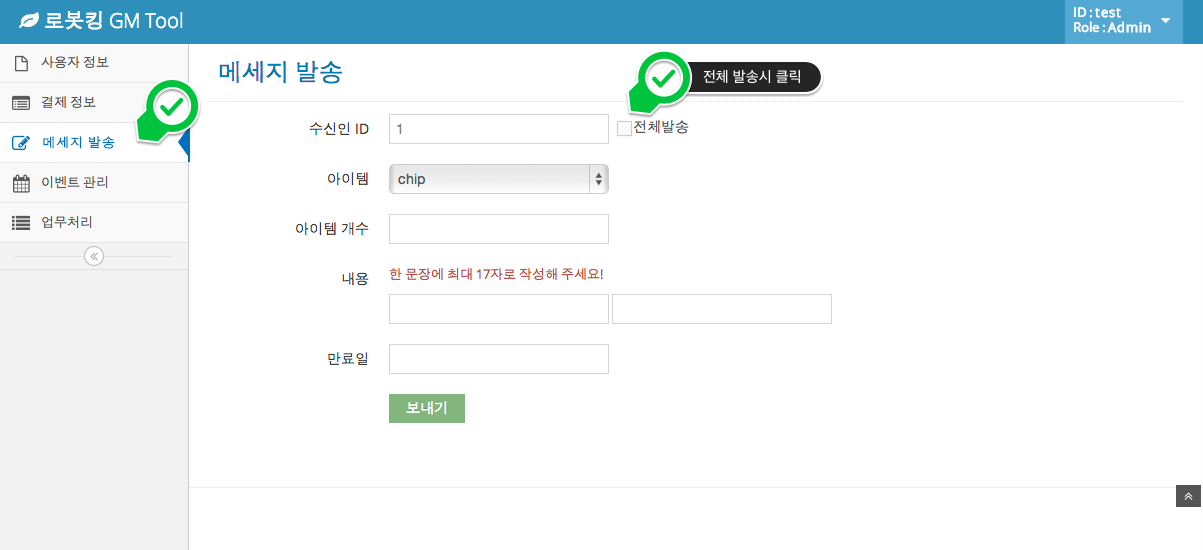 로봇킹 GM Tool
ID : test
Role : Admin
사용자 정보
결제 정보
메세지 발송
이벤트 관리
업무처리
메세지 발송
전체 발송시 클릭
수신인 ID 1 전체발송
아이템 chip
아이템 개수
내용 한 문장에 최대 17자로 작성해 주세요!
만료일
보내기